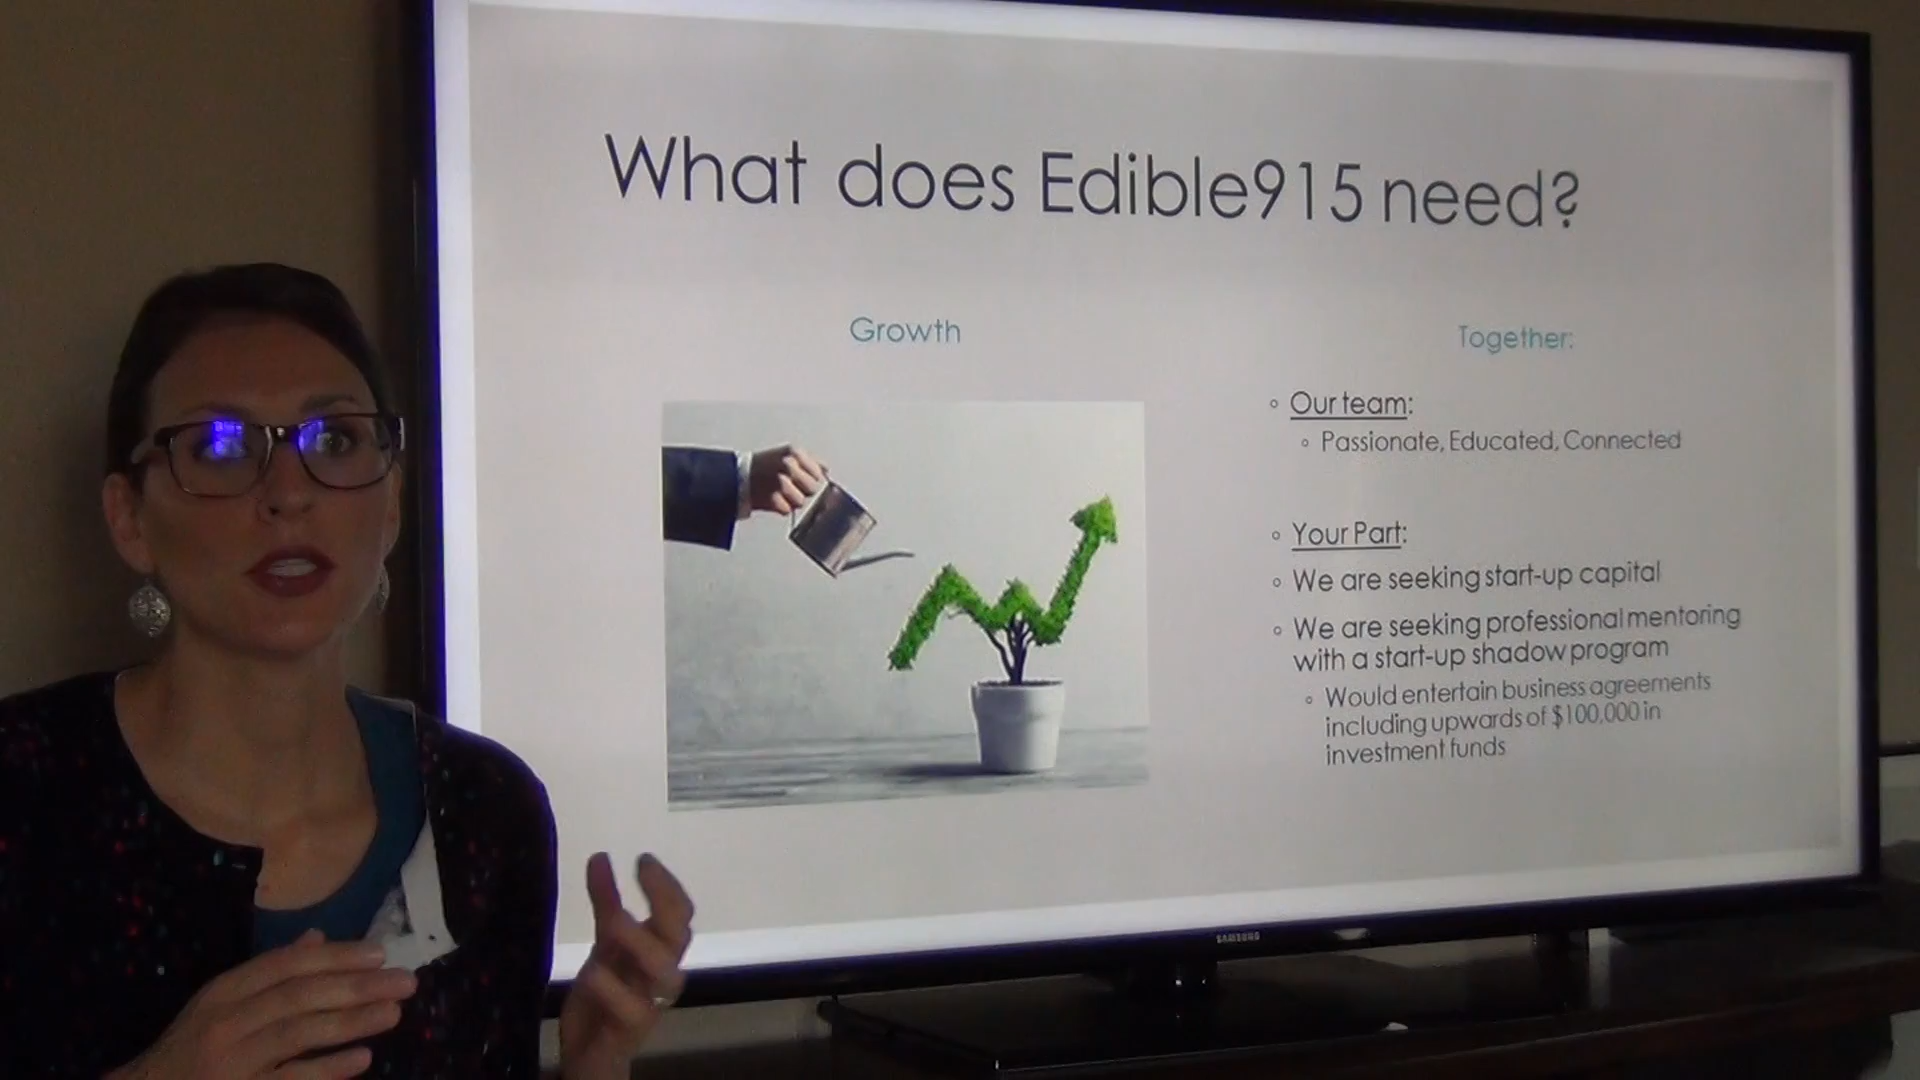 What does Edible915 need?
Growth
Together:
Our team:
Passionate, Educated, Connected
Your Part:
We are seeking start-up capital
We are seeking professional mentoring
with a start-up shadow program
Would entertain business agreements
including upwards of $100,000 in
investment funds
SAMSUNG